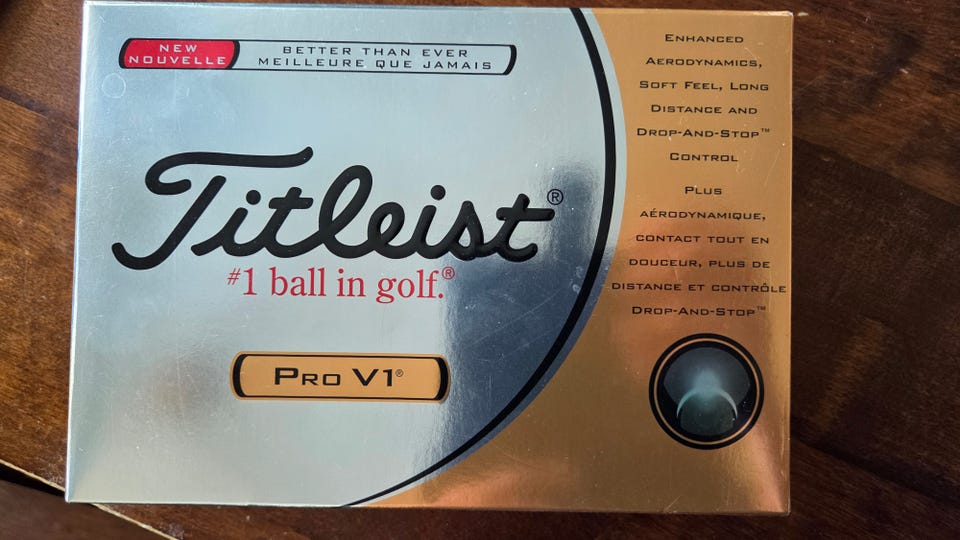 NEW
NOUVELLE
BETTER THAN EVER
MEILLEURE QUE JAMAIS
Titleist®
#1 ball in golf.®
PRO V1®
ENHANCED
AERODYNAMICS,
SOFT FEEL, LONG
DISTANCE AND
DROP-AND-STOP™
CONTROL
PLUS
AÉRODYNAMIQUE,
CONTACT TOUT EN
DOUCEUR, PLUS DE
DISTANCE ET CONTRÔLE
DROP-AND-STOP™